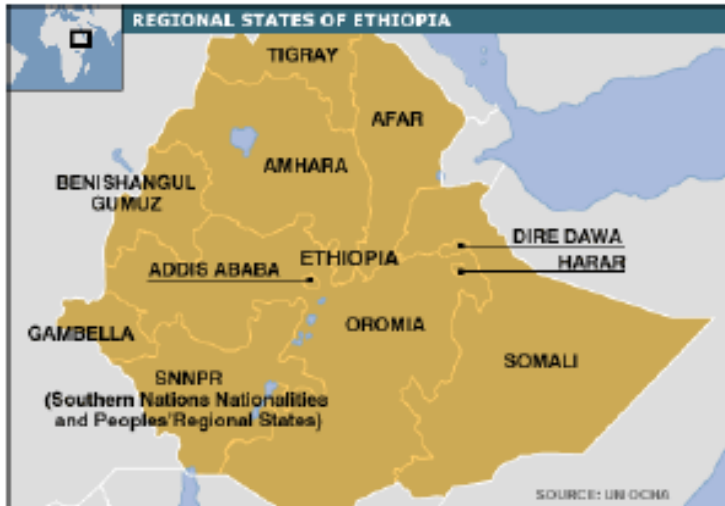 REGIONAL STATES OF ETHIOPIA
TIGRAY
AFAR
AMHARA
BENISHANGUL
GUMUZ
DIRE DAWA
ETHIOPIA
HARAR
ADDIS ABABA
OROMIA
GAMBELLA
SOMALI
SNNPR
(Southern Nations Nationalities
and Peoples'Regional States)
SOURCE: UN OCHA